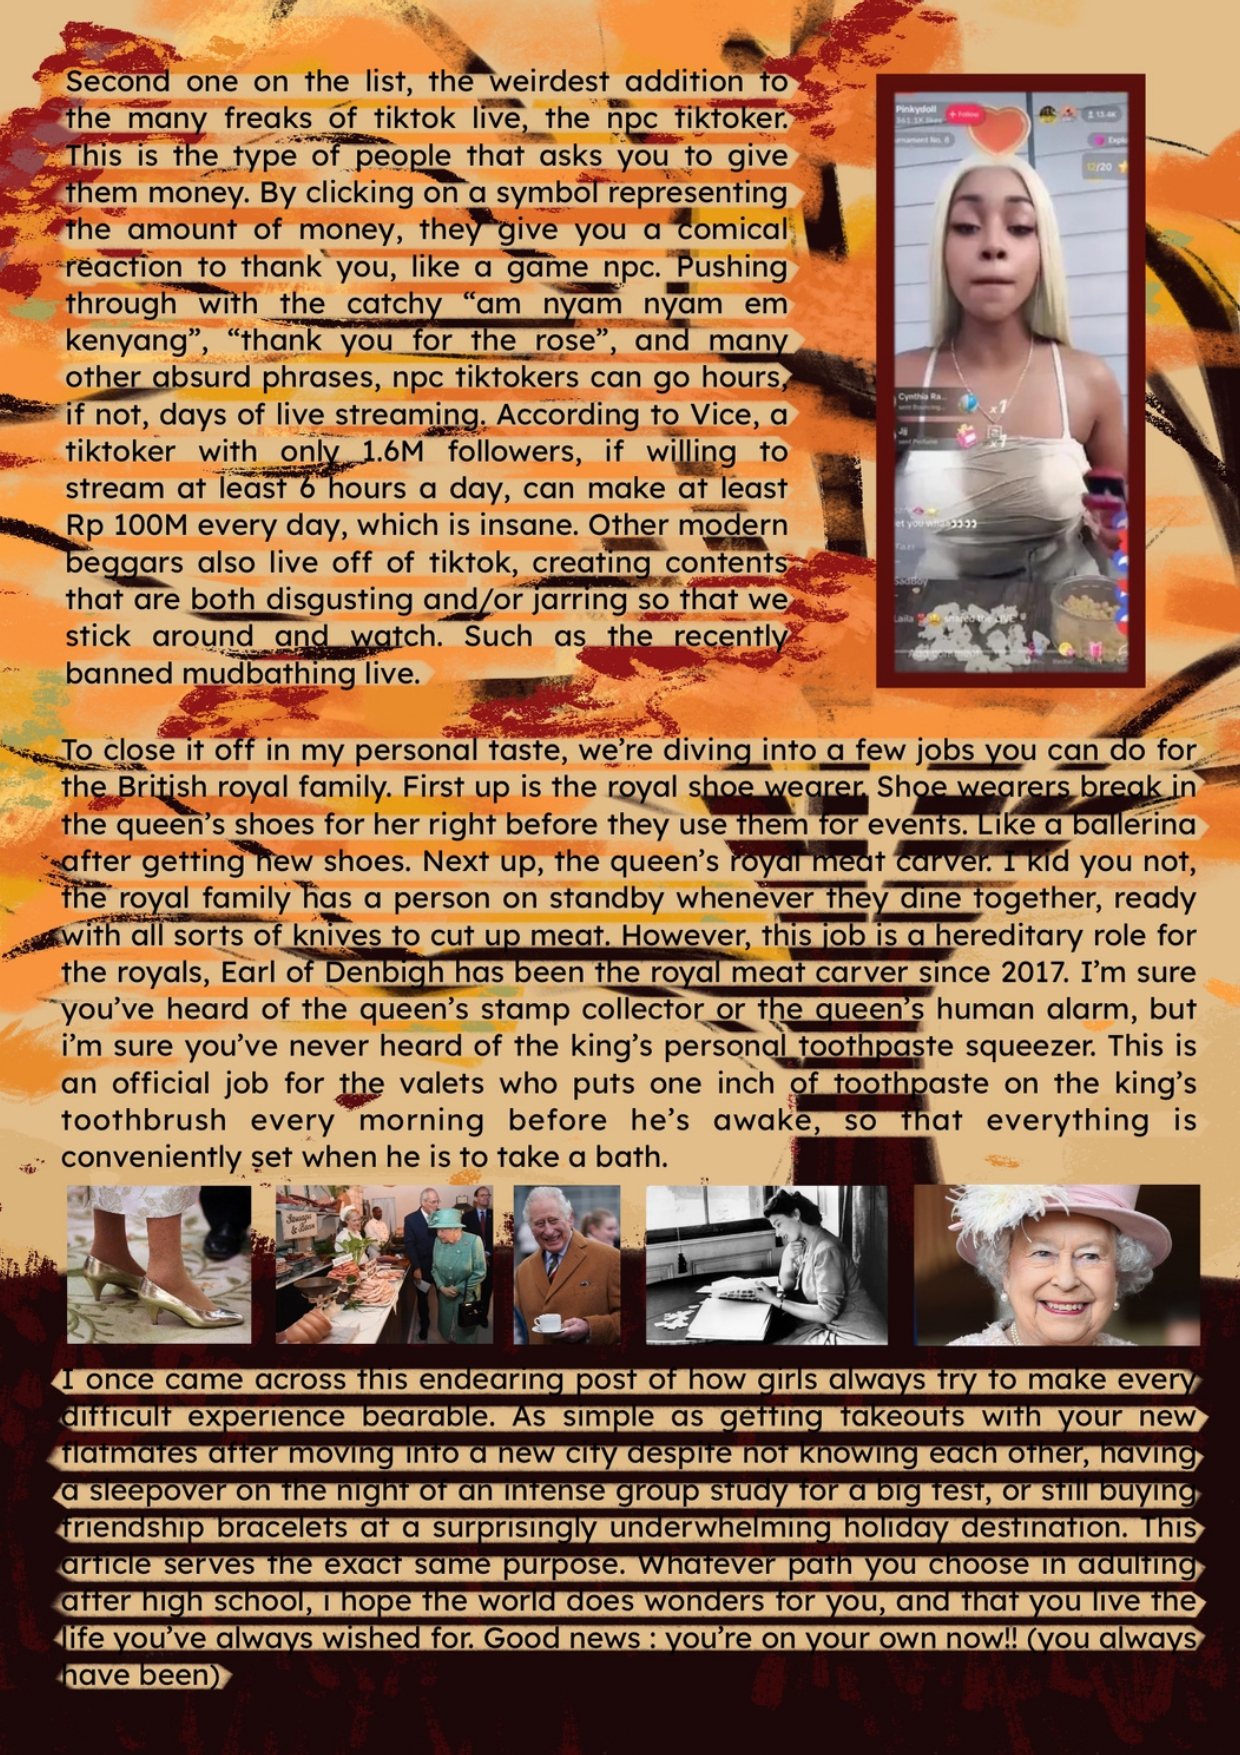 Second one on the list, the weirdest addition to
the many freaks of tiktok live, the npc tiktoker.
This is the type of people that asks you to give
them money. By clicking on a symbol representing
the amount of money, they give you a comical
reaction to thank you, like a game npc. Pushing
through with the catchy “am nyam nyam em
kenyang”, “thank you for the rose”, and many
other absurd phrases, npc tiktokers can go hours,
if not, days of live streaming. According to Vice, a
tiktoker with only 1.6M followers, if willing to
stream at least 6 hours a day, can make at least
Rp 100M every day, which is insane. Other modern
beggars also live off of tiktok, creating contents
that are both disgusting and/or jarring so that we
stick around and watch. Such as the recently
banned mudbathing live.
Pinkydoll
+ Follow
13.4K
12/20
Cynthia Ra...
x1
Jji
SadBoy
Laila
To close it off in my personal taste, we’re diving into a few jobs you can do for
the British royal family. First up is the royal shoe wearer. Shoe wearers break in
the queen’s shoes for her right before they use them for events. Like a ballerina
after getting new shoes. Next up, the queen’s royal meat carver. I kid you not,
the royal family has a person on standby whenever they dine together, ready
with all sorts of knives to cut up meat. However, this job is a hereditary role for
the royals, Earl of Denbigh has been the royal meat carver since 2017. I’m sure
you’ve heard of the queen’s stamp collector or the queen’s human alarm, but
i’m sure you’ve never heard of the king’s personal toothpaste squeezer. This is
an official job for the valets who puts one inch of toothpaste on the king’s
toothbrush every morning before he’s awake, so that everything is
conveniently set when he is to take a bath.
Sausages
& Bacon
I once came across this endearing post of how girls always try to make every
difficult experience bearable. As simple as getting takeouts with your new
flatmates after moving into a new city despite not knowing each other, having
a sleepover on the night of an intense group study for a big test, or still buying
friendship bracelets at a surprisingly underwhelming holiday destination. This
article serves the exact same purpose. Whatever path you choose in adulting
after high school, i hope the world does wonders for you, and that you live the
life you’ve always wished for. Good news : you’re on your own now!! (you always
have been)